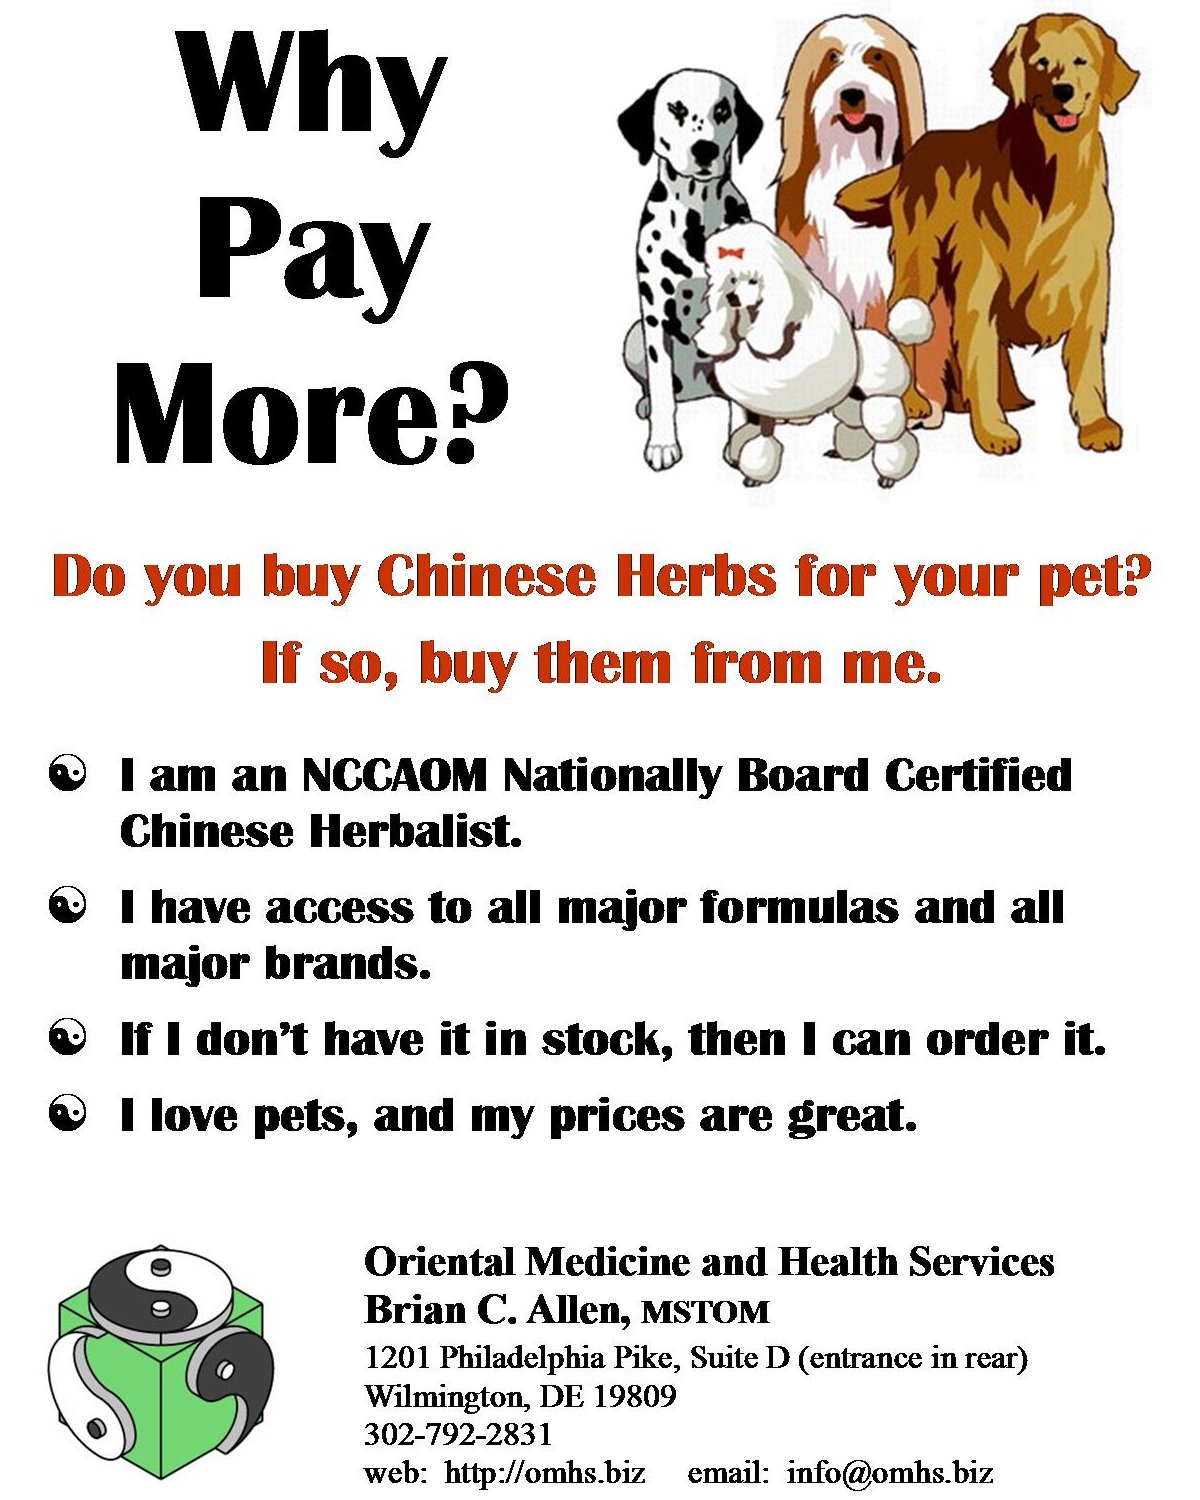 Why
Pay
More?
Do you buy Chinese Herbs for your pet?
If so, buy them from me.
I am an NCCAOM Nationally Board Certified
Chinese Herbalist.
I have access to all major formulas and all
major brands.
If I don’t have it in stock, then I can order it.
I love pets, and my prices are great.
Oriental Medicine and Health Services
Brian C. Allen, MSTOM
1201 Philadelphia Pike, Suite D (entrance in rear)
Wilmington, DE 19809
302-792-2831
web: http://omhs.biz email: info@omhs.biz